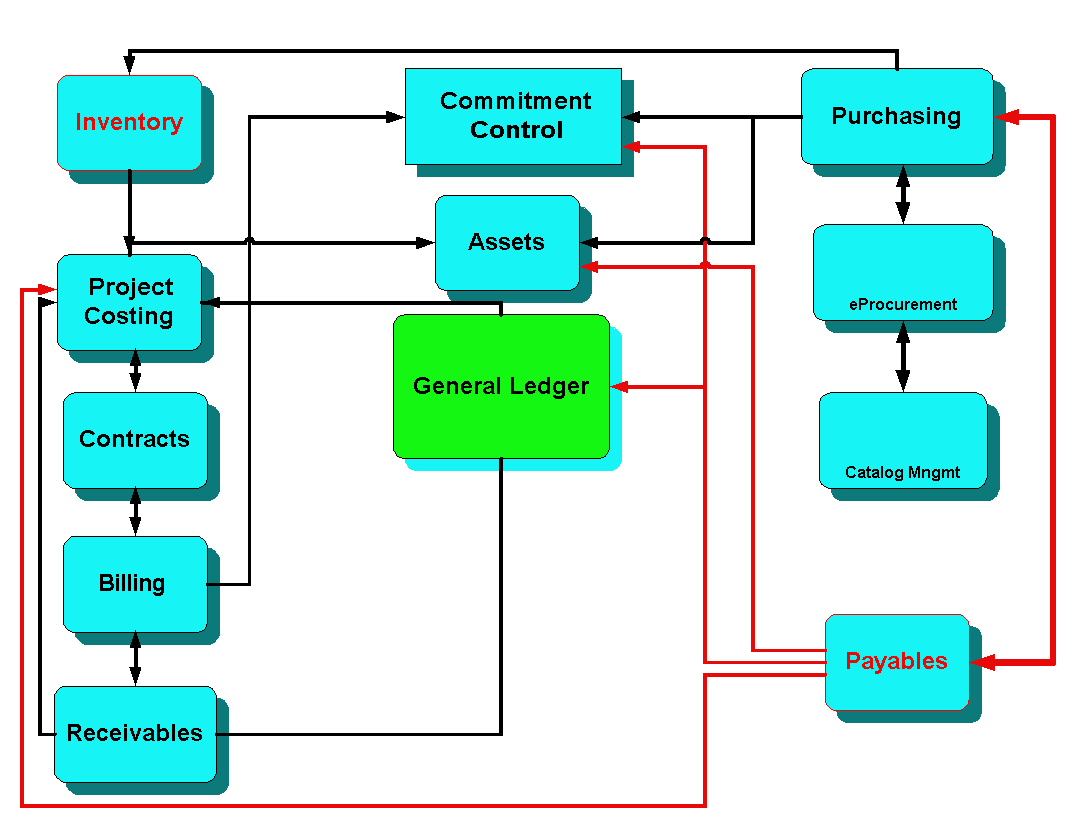 Inventory
Commitment
Control
Purchasing
Assets
Project
Costing
eProcurement
General Ledger
Contracts
Catalog Mngmt
Billing
Payables
Receivables